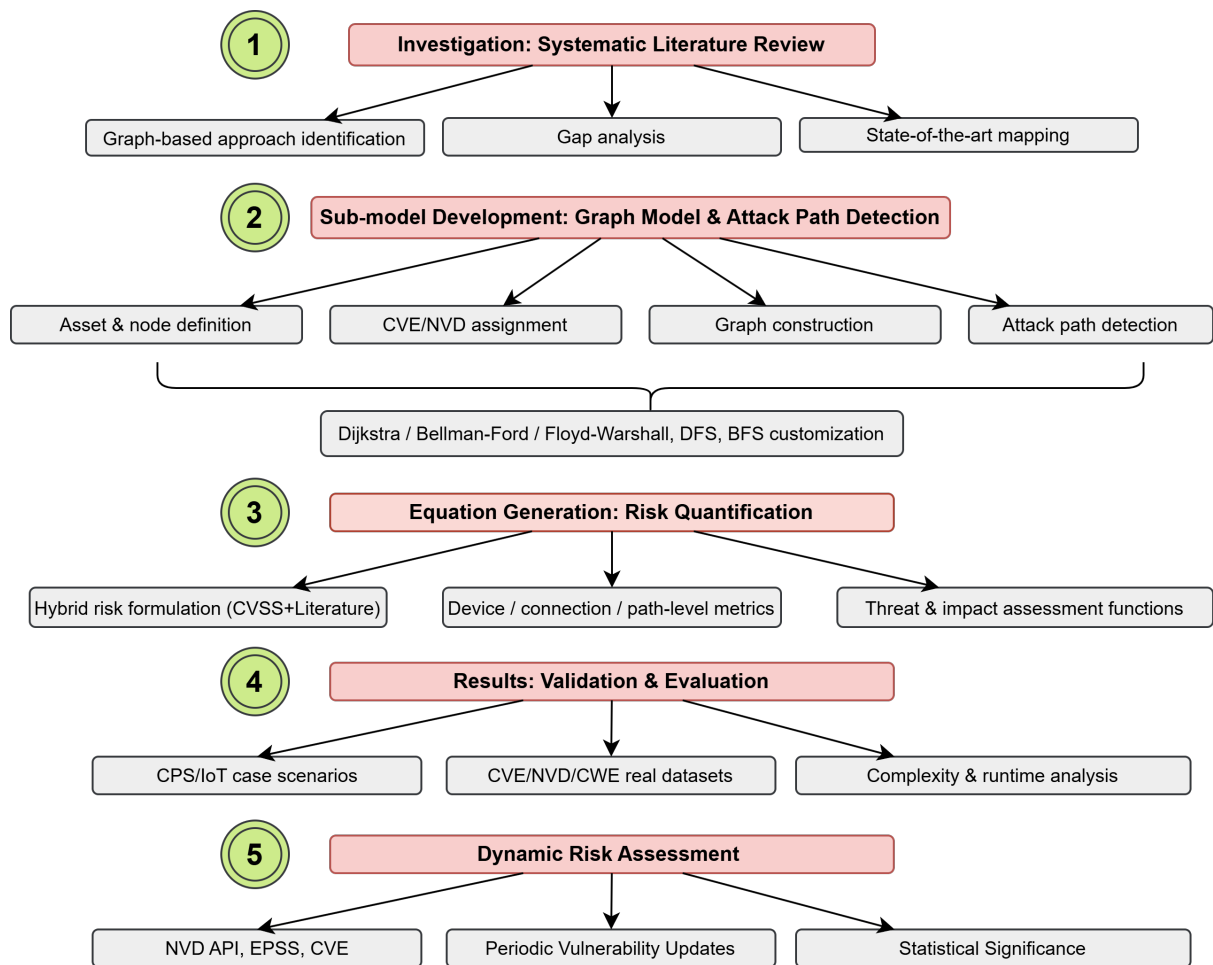 1
Investigation: Systematic Literature Review
Graph-based approach identification
Gap analysis
State-of-the-art mapping
2
Sub-model Development: Graph Model & Attack Path Detection
Asset & node definition
CVE/NVD assignment
Graph construction
Attack path detection
Dijkstra / Bellman-Ford / Floyd-Warshall, DFS, BFS customization
3
Equation Generation: Risk Quantification
Hybrid risk formulation (CVSS+Literature)
Device / connection / path-level metrics
Threat & impact assessment functions
4
Results: Validation & Evaluation
CPS/IoT case scenarios
CVE/NVD/CWE real datasets
Complexity & runtime analysis
5
Dynamic Risk Assessment
NVD API, EPSS, CVE
Periodic Vulnerability Updates
Statistical Significance